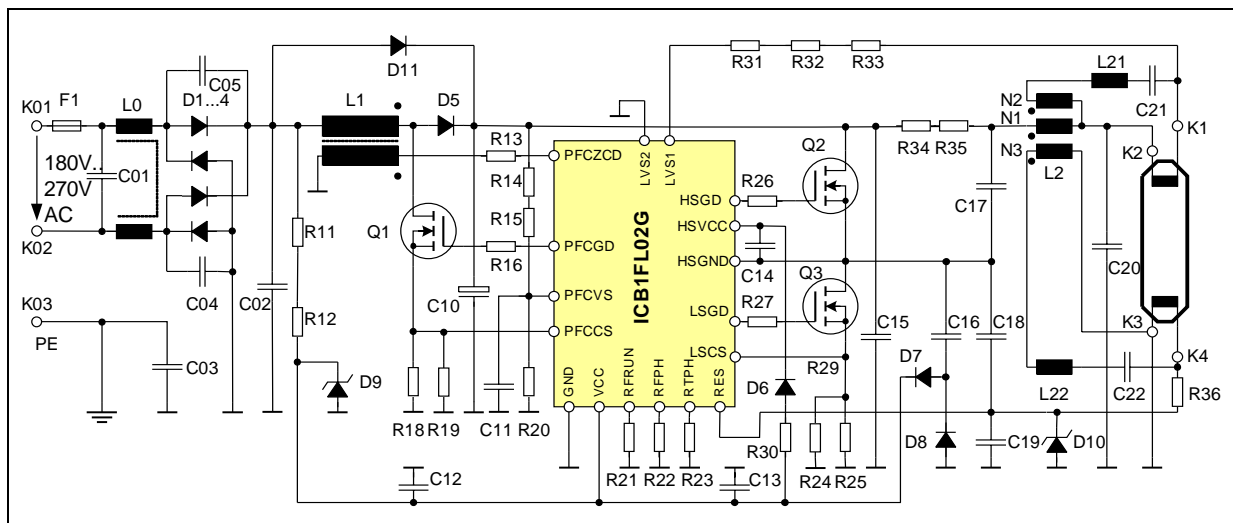 D11
R31 R32 R33
C05
F1 L0 D1...4
K01
L1
D5
L21
C21
N2
N1
N3
K1
K2
L2
180V..
270V
AC
C01
K02
R13
PFCZCD
R14
R15
LVS2
LVS1
Q2
R34 R35
R26
HSGD
HSVCC
C17
R11
Q1
PFCGD
R16
ICB1FL02G
C14
HSGND
Q3
C20
C04
C02
R12
C10
PFCVS
R27
LSGD
K03
PE
PFCCS
C15
C16
C18
K3
LSCS
R29
D7
K4
C03
D9
GND
VCC
RFRUN
RFPH
RTPH
RES
D6
L22
C22
R36
R18 R19 C11 R20
R30
D8
C19
D10
C12
R21 R22 R23
C13
R24 R25